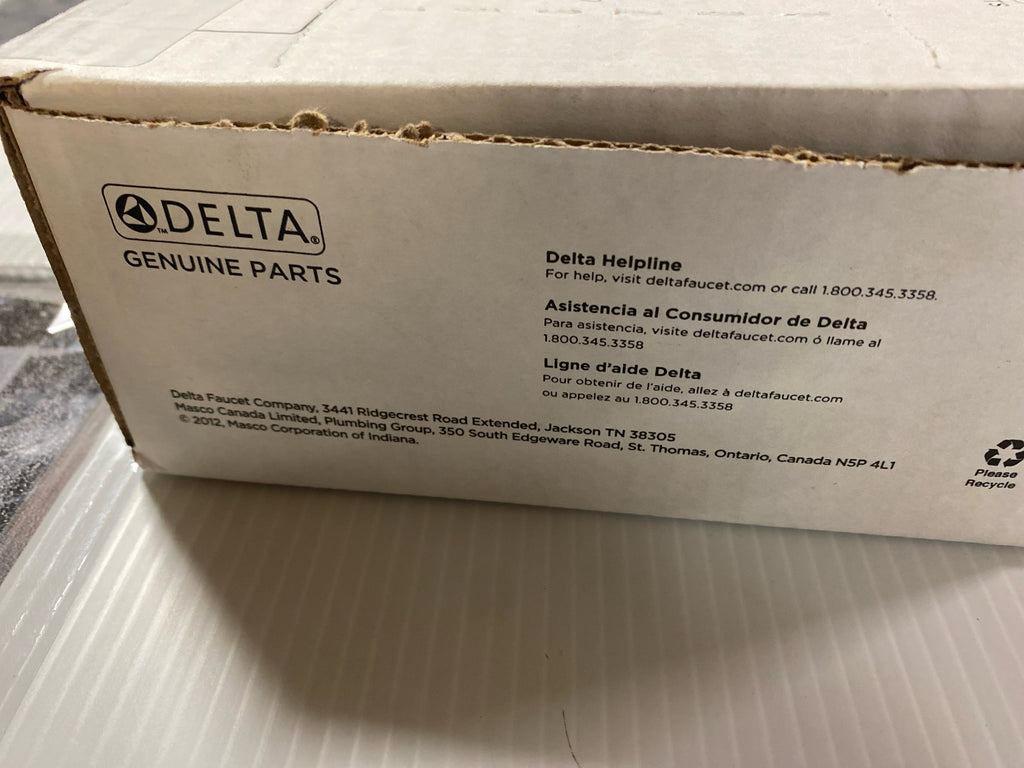 DELTA
TM ®
GENUINE PARTS
Delta Helpline
For help, visit deltafaucet.com or call 1.800.345.3358.
Asistencia al Consumidor de Delta
Para asistencia, visite deltafaucet.com ó llame al
1.800.345.3358
Ligne d'aide Delta
Pour obtenir de l'aide, allez à deltafaucet.com
ou appelez au 1.800.345.3358
Delta Faucet Company, 3441 Ridgecrest Road Extended, Jackson TN 38305
Masco Canada Limited, Plumbing Group, 350 South Edgeware Road, St. Thomas, Ontario, Canada N5P 4L1
© 2012, Masco Corporation of Indiana.
Please
Recycle